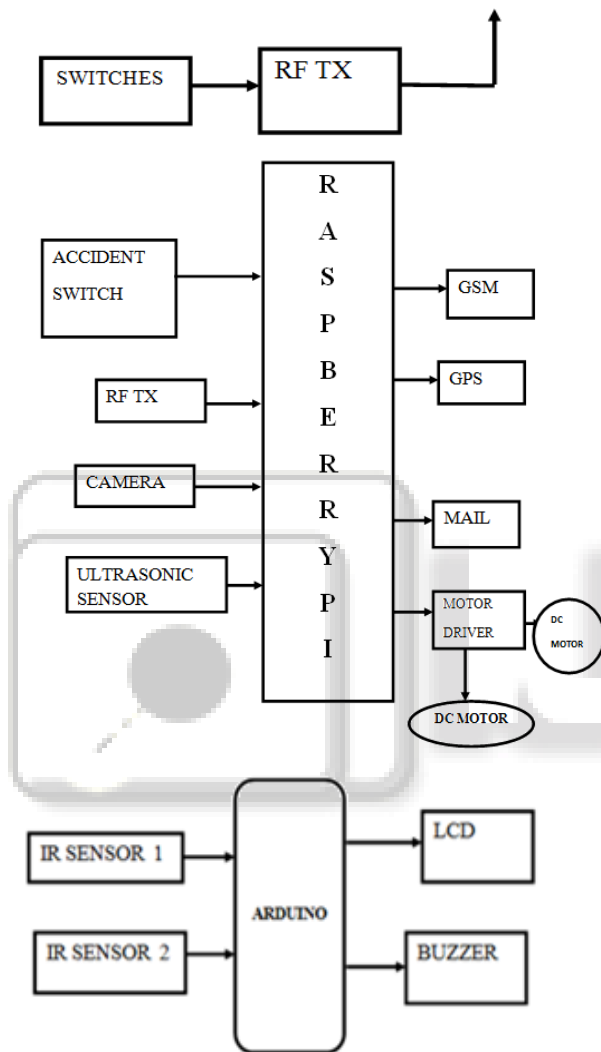 SWITCHES
RF TX
R
A
S
P
B
E
R
R
Y
P
I
ACCIDENT
SWITCH
RF TX
CAMERA
ULTRASONIC
SENSOR
GSM
GPS
MAIL
MOTOR
DRIVER
DC
MOTOR
DC MOTOR
IR SENSOR 1
IR SENSOR 2
ARDUINO
LCD
BUZZER